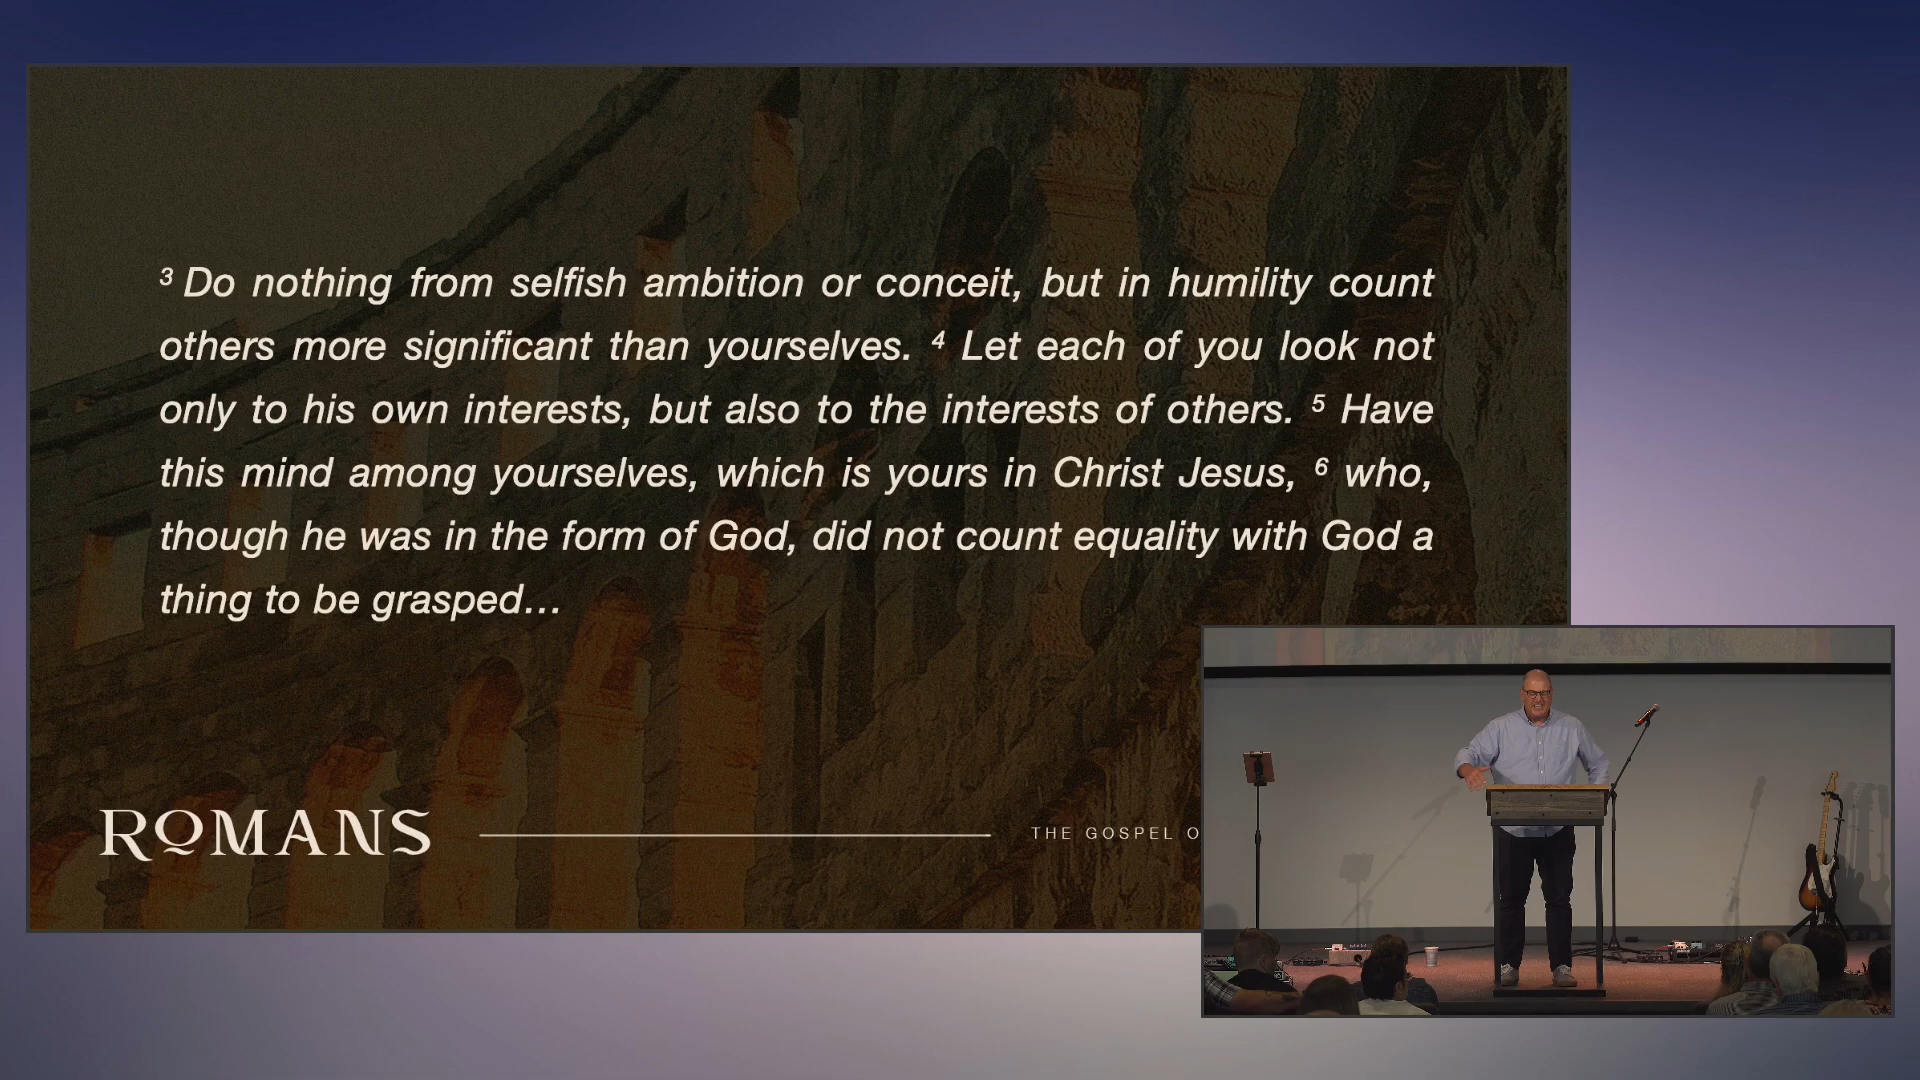 ³ Do nothing from selfish ambition or conceit, but in humility count
others more significant than yourselves. ⁴ Let each of you look not
only to his own interests, but also to the interests of others. ⁵ Have
this mind among yourselves, which is yours in Christ Jesus, ⁶ who,
though he was in the form of God, did not count equality with God a
thing to be grasped…
ROMANS
THE GOSPEL O